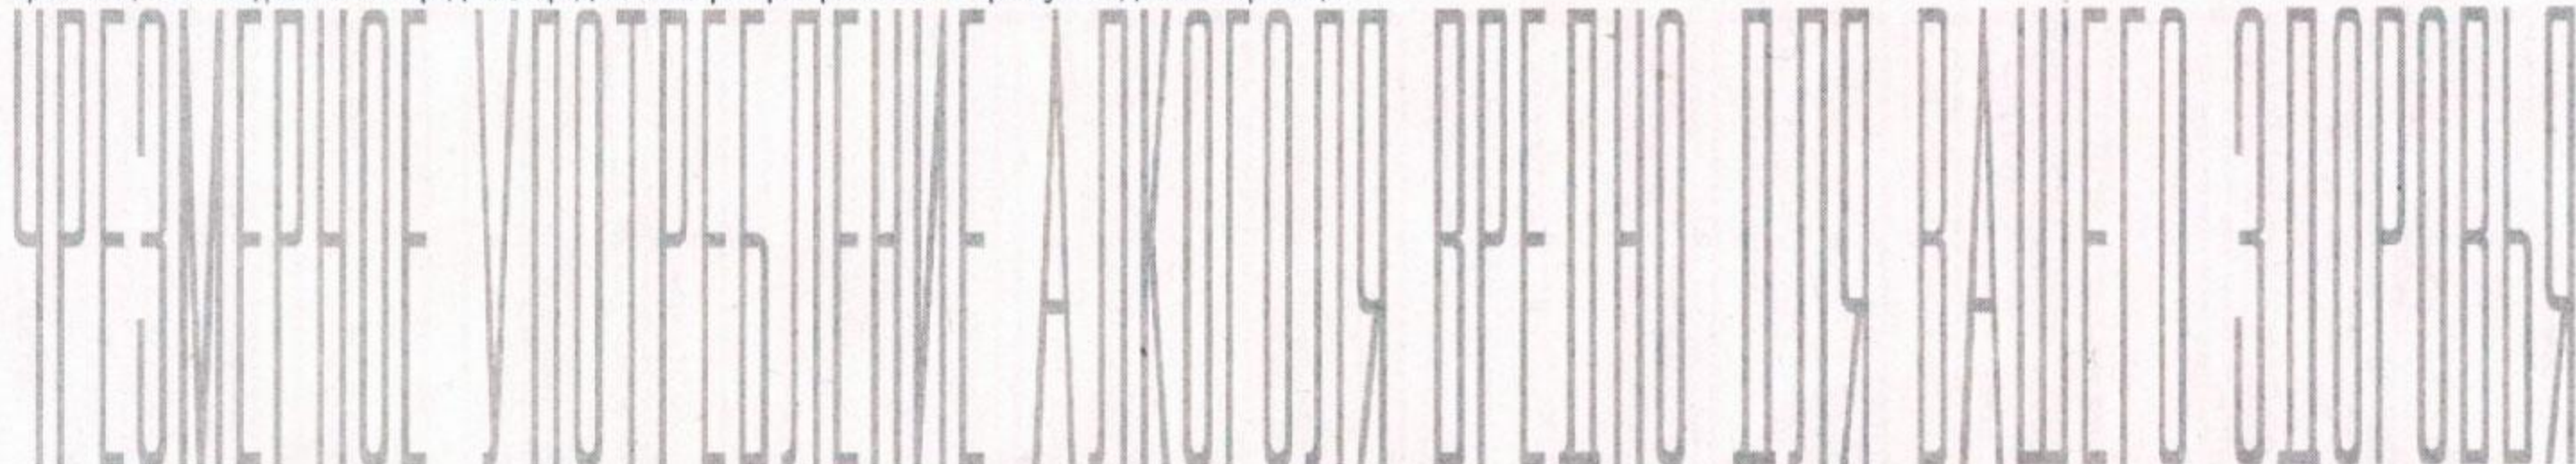 ЧРЕЗМЕРНОЕ УПОТРЕБЛЕНИЕ АЛКОГОЛЯ ВРЕДНО ДЛЯ ВАШЕГО ЗДОРОВЬЯ